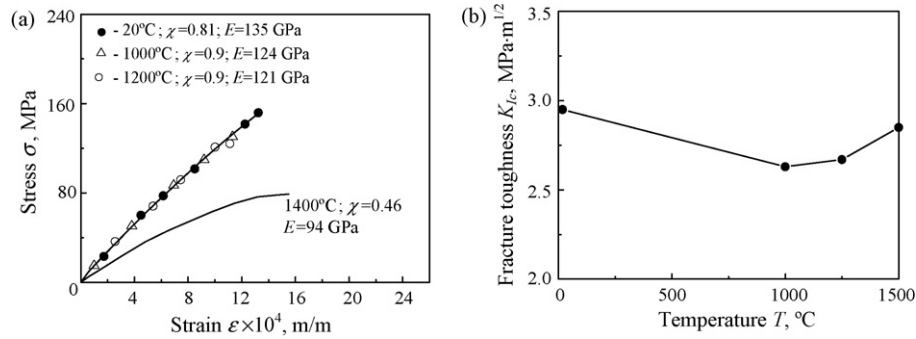 (a)
240
160
80
0
Stress σ, MPa
- 20ºC; χ=0.81; E=135 GPa
- 1000ºC; χ=0.9; E=124 GPa
- 1200ºC; χ=0.9; E=121 GPa
1400ºC; χ=0.46
E=94 GPa
0 4 8 12 16 20 24
Strain ε×10⁴, m/m
(b)
3.5
3.0
2.5
2.0
Fracture toughness K_Ic, MPa·m^1/2
0 500 1000 1500
Temperature T, ºC